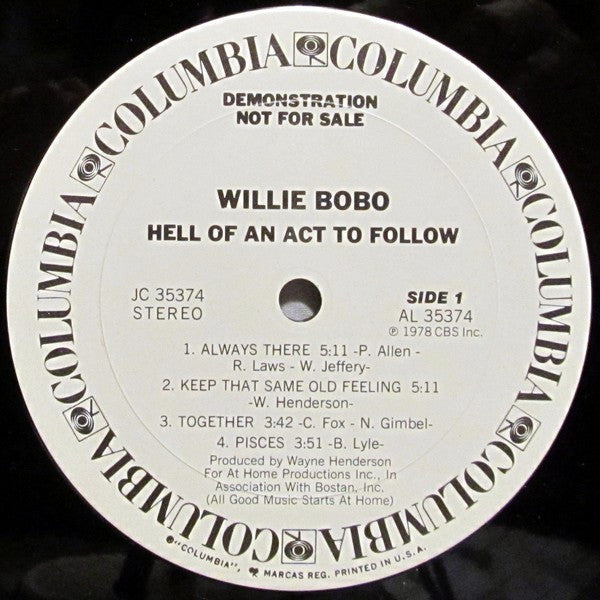 COLUMBIA COLUMBIA COLUMBIA COLUMBIA COLUMBIA COLUMBIA COLUMBIA COLUMBIA
DEMONSTRATION
NOT FOR SALE
WILLIE BOBO
HELL OF AN ACT TO FOLLOW
JC 35374
STEREO
SIDE 1
AL 35374
℗ 1978 CBS Inc.
1. ALWAYS THERE 5:11 -P. Allen -
R. Laws - W. Jeffery-
2. KEEP THAT SAME OLD FEELING 5:11
-W. Henderson-
3. TOGETHER 3:42 -C. Fox - N. Gimbel-
4. PISCES 3:51 -B. Lyle-
Produced by Wayne Henderson
For At Home Productions Inc., In
Association With Bostan, Inc.
(All Good Music Starts At Home)
®"COLUMBIA", MARCAS REG. PRINTED IN U.S.A.